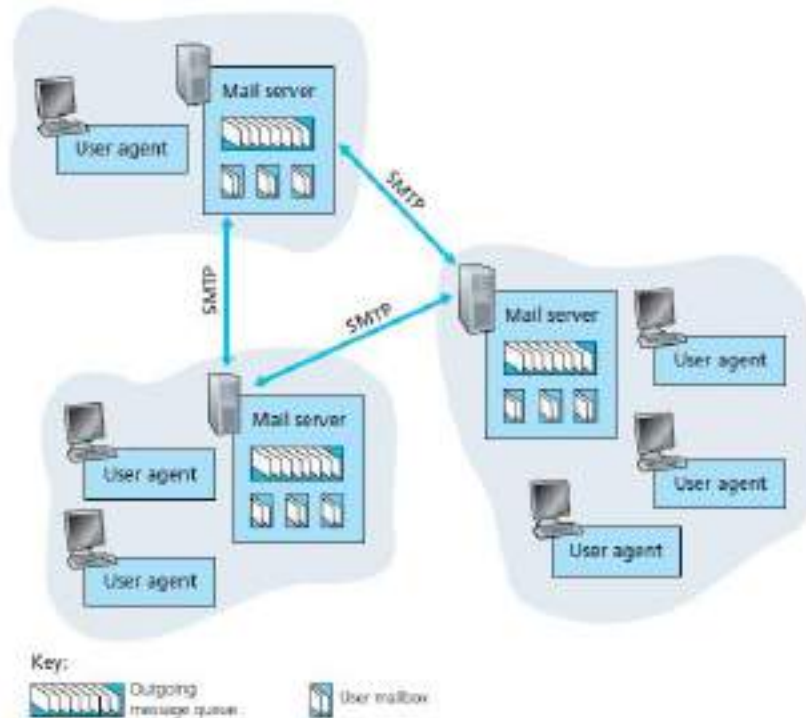 Mail server
User agent
SMTP
SMTP
SMTP
Mail server
User agent
User agent
User agent
Mail server
User agent
User agent
Key:
Outgoing
message queue
User mailbox